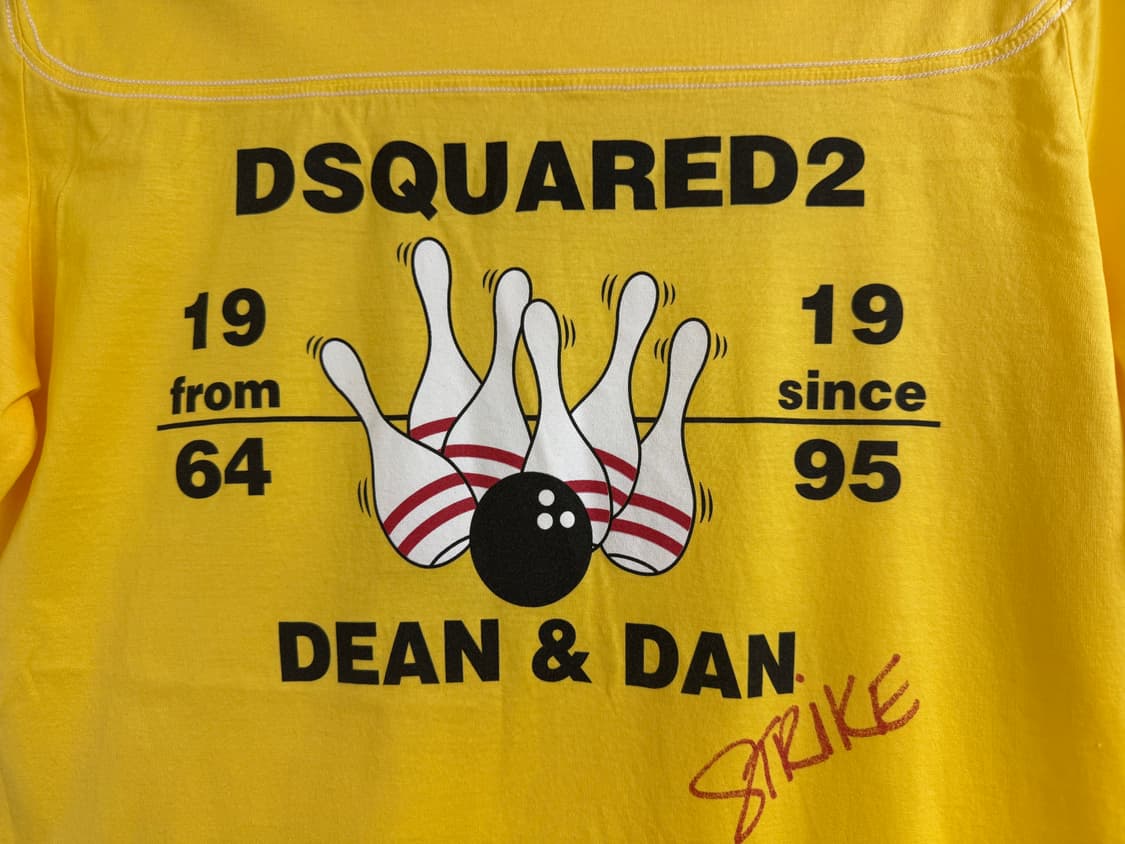 DSQUARED2
19 19
from since
64 95
DEAN & DAN
STRIKE